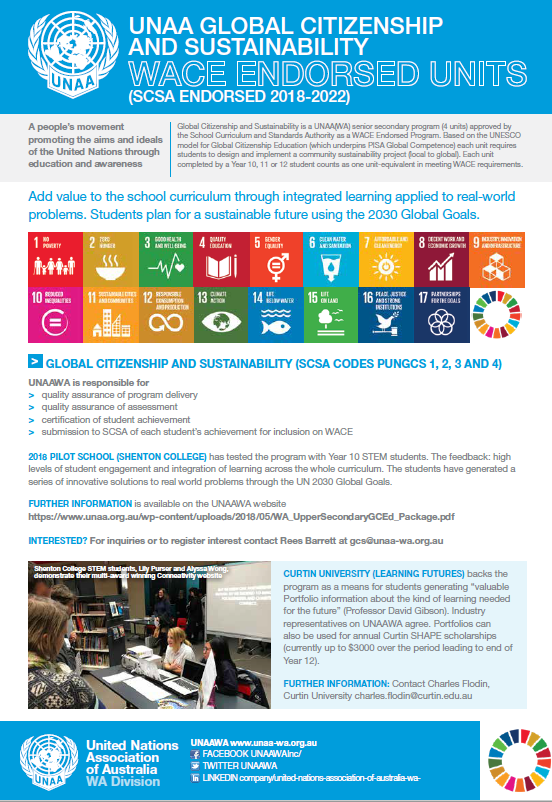 UNAA
UNAA GLOBAL CITIZENSHIP
AND SUSTAINABILITY
WACE ENDORSED UNITS
(SCSA ENDORSED 2018-2022)
A people's movement
promoting the aims and ideals
of the United Nations through
education and awareness
Global Citizenship and Sustainability is a UNAA(WA) senior secondary program (4 units) approved by
the School Curriculum and Standards Authority as a WACE Endorsed Program. Based on the UNESCO
model for Global Citizenship Education (which underpins PISA Global Competence) each unit requires
students to design and implement a community sustainability project (local to global). Each unit
completed by a Year 10, 11 or 12 student counts as one unit-equivalent in meeting WACE requirements.
Add value to the school curriculum through integrated learning applied to real-world
problems. Students plan for a sustainable future using the 2030 Global Goals.
1 NO POVERTY
2 ZERO HUNGER
3 GOOD HEALTH AND WELL-BEING
4 QUALITY EDUCATION
5 GENDER EQUALITY
6 CLEAN WATER AND SANITATION
7 AFFORDABLE AND CLEAN ENERGY
8 DECENT WORK AND ECONOMIC GROWTH
9 INDUSTRY, INNOVATION AND INFRASTRUCTURE
10 REDUCED INEQUALITIES
11 SUSTAINABLE CITIES AND COMMUNITIES
12 RESPONSIBLE CONSUMPTION AND PRODUCTION
13 CLIMATE ACTION
14 LIFE BELOW WATER
15 LIFE ON LAND
16 PEACE, JUSTICE AND STRONG INSTITUTIONS
17 PARTNERSHIPS FOR THE GOALS
> GLOBAL CITIZENSHIP AND SUSTAINABILITY (SCSA CODES PUNGCS 1, 2, 3 AND 4)
UNAAWA is responsible for
> quality assurance of program delivery
> quality assurance of assessment
> certification of student achievement
> submission to SCSA of each student's achievement for inclusion on WACE
2018 PILOT SCHOOL (SHENTON COLLEGE) has tested the program with Year 10 STEM students. The feedback: high
levels of student engagement and integration of learning across the whole curriculum. The students have generated a
series of innovative solutions to real world problems through the UN 2030 Global Goals.
FURTHER INFORMATION is available on the UNAAWA website
https://www.unaa.org.au/wp-content/uploads/2018/05/WA_UpperSecondaryGCEd_Package.pdf
INTERESTED? For inquiries or to register interest contact Rees Barrett at gcs@unaa-wa.org.au
Shenton College STEM students, Lily Purser and Alyssa Wong,
demonstrate their multi-award winning Conneativity website
CURTIN UNIVERSITY (LEARNING FUTURES) backs the
program as a means for students generating "valuable
Portfolio information about the kind of learning needed
for the future" (Professor David Gibson). Industry
representatives on UNAAWA agree. Portfolios can
also be used for annual Curtin SHAPE scholarships
(currently up to $3000 over the period leading to end of
Year 12).
FURTHER INFORMATION: Contact Charles Flodin,
Curtin University charles.flodin@curtin.edu.au
UNAA
United Nations
Association
of Australia
WA Division
UNAAWA www.unaa-wa.org.au
FACEBOOK UNAAWAInc/
TWITTER UNAAWA
LINKEDIN company/united-nations-association-of-australia-wa-